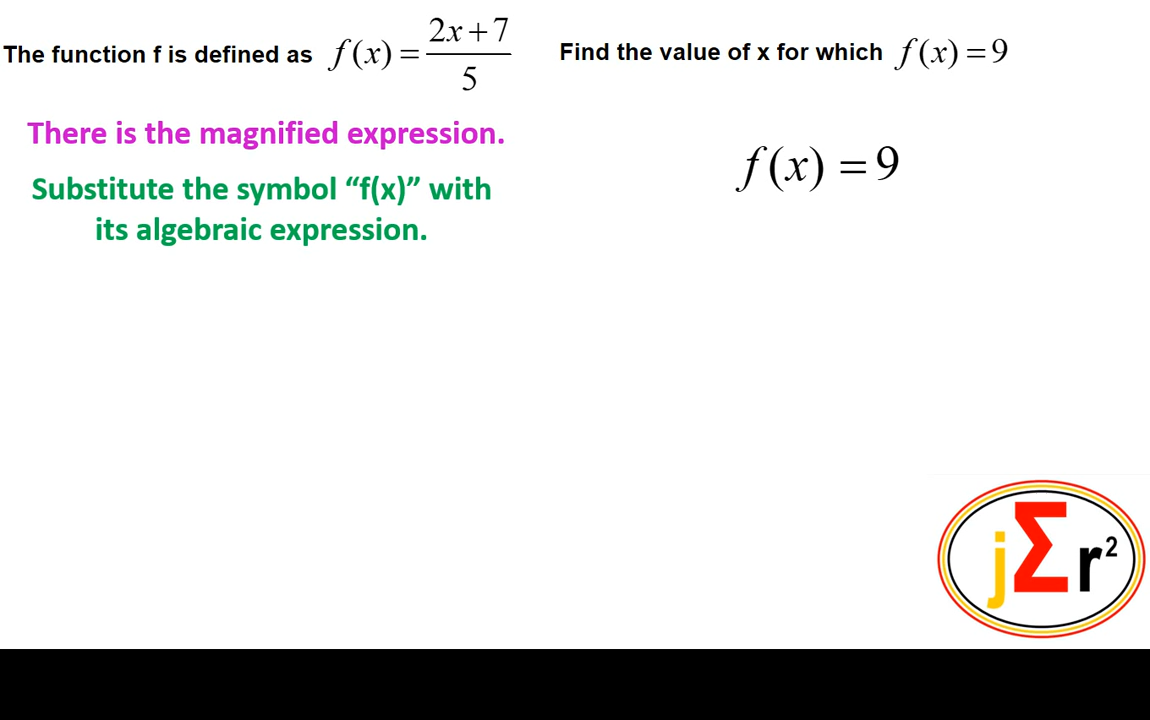 The function f is defined as f(x) = (2x+7)/5 Find the value of x for which f(x) = 9
There is the magnified expression.
f(x) = 9
Substitute the symbol “f(x)” with
its algebraic expression.
jΣr²